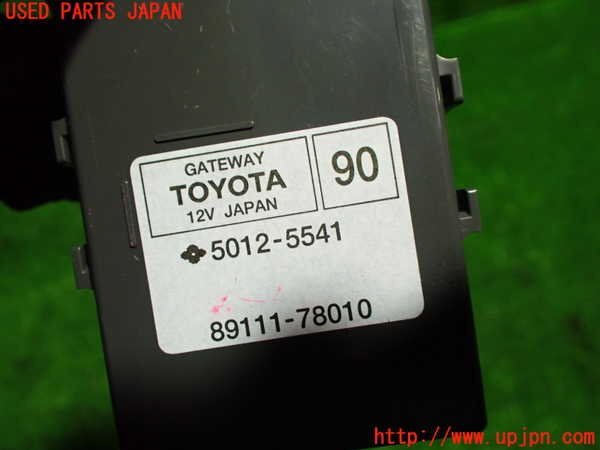 USED PARTS JAPAN
GATEWAY
TOYOTA
12V JAPAN
90
5012-5541
89111-78010
http://www.upjpn.com